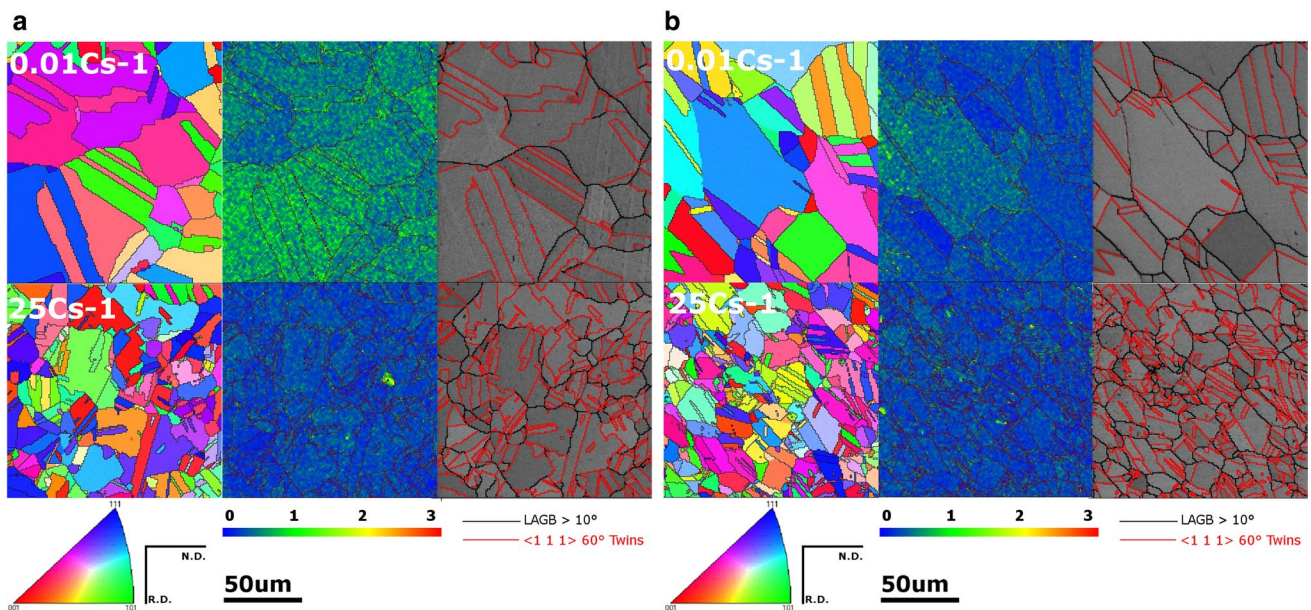 a
b
0.01Cs-1
0.01Cs-1
25Cs-1
25Cs-1
111
001
101
N.D.
R.D.
0 1 2 3
50um
LAGB > 10°
<1 1 1> 60° Twins
111
001
101
N.D.
R.D.
0 1 2 3
50um
LAGB > 10°
<1 1 1> 60° Twins